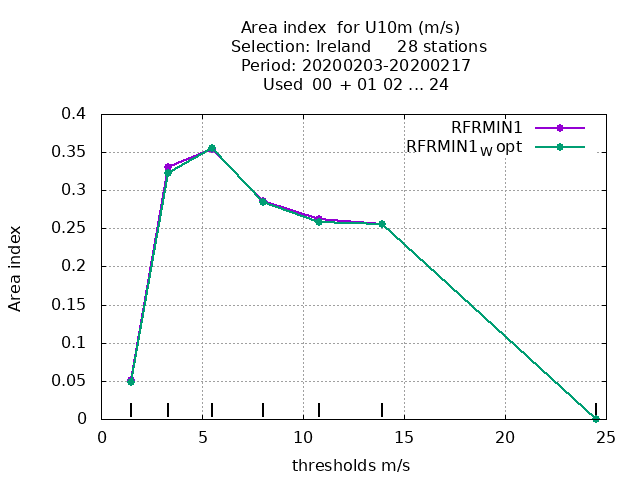 Area index  for U10m (m/s)
Selection: Ireland     28 stations
Period: 20200203-20200217
Used  00 + 01 02 ... 24
RFRMIN1
RFRMIN1W opt
0.4
0.35
0.3
0.25
0.2
0.15
0.1
0.05
0
Area index
0 5 10 15 20 25
thresholds m/s